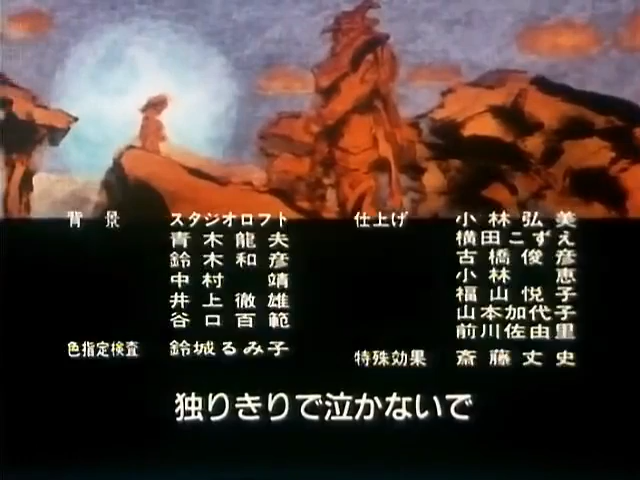 背景 スタジオロフト
青木龍夫
鈴木和彦
中村靖
井上徹雄
谷口百範
色指定検査 鈴城るみ子
仕上げ 小林弘美
横田こずえ
古橋俊彦
小林恵
福山悦子
山本加代子
前川佐由里
特殊効果 斎藤丈史
独りきりで泣かないで